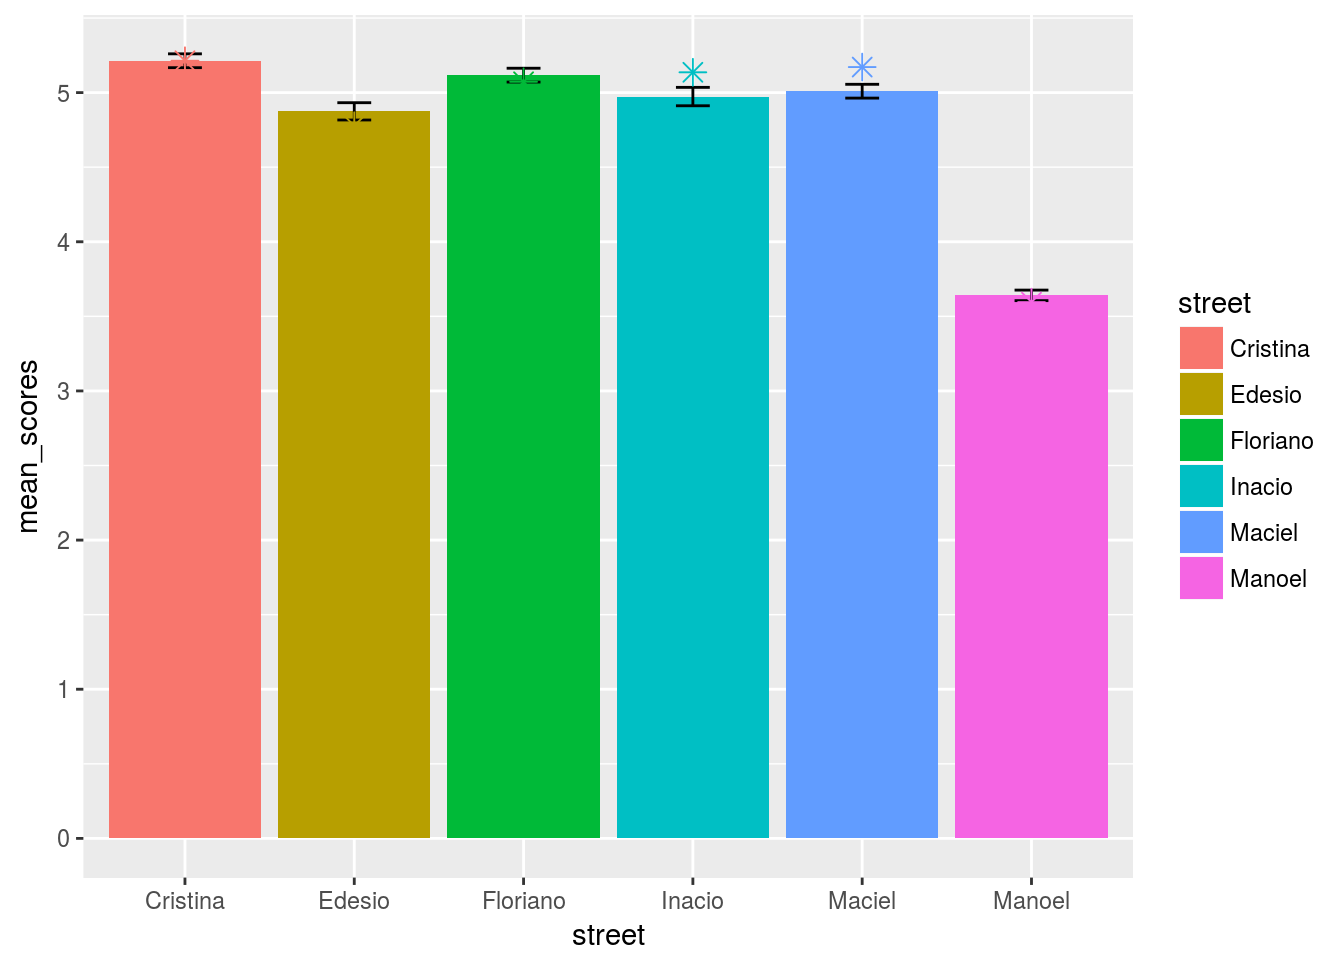 5
4
3
2
1
0
mean_scores
Cristina Edesio Floriano Inacio Maciel Manoel
street
street
Cristina
Edesio
Floriano
Inacio
Maciel
Manoel